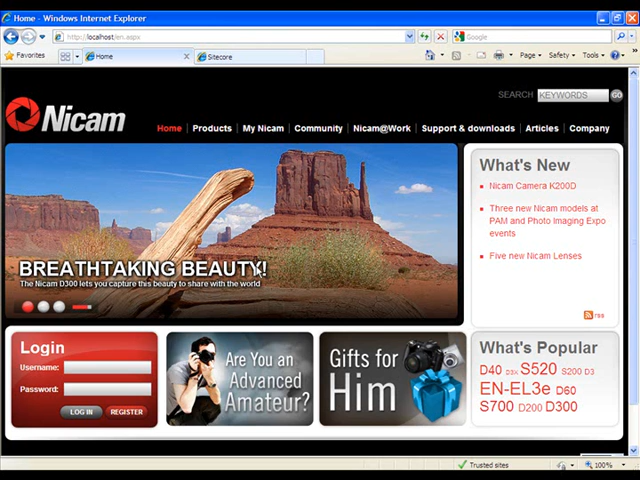 Home - Windows Internet Explorer
http://localhost/en.aspx
Google
Favorites
Home
Sitecore
Page
Safety
Tools
SEARCH
KEYWORDS
GO
Nicam
Home
Products
My Nicam
Community
Nicam@Work
Support & downloads
Articles
Company
BREATHTAKING BEAUTY!
The Nicam D300 lets you capture this beauty to share with the world
What's New
Nicam Camera K200D
Three new Nicam models at
PAM and Photo Imaging Expo
events
Five new Nicam Lenses
rss
Login
Username:
Password:
LOG IN
REGISTER
Are You an
Advanced
Amateur?
Gifts for
Him
What's Popular
D40 D3X S520 S200 D3
EN-EL3e D60
S700 D200 D300
Trusted sites
100%